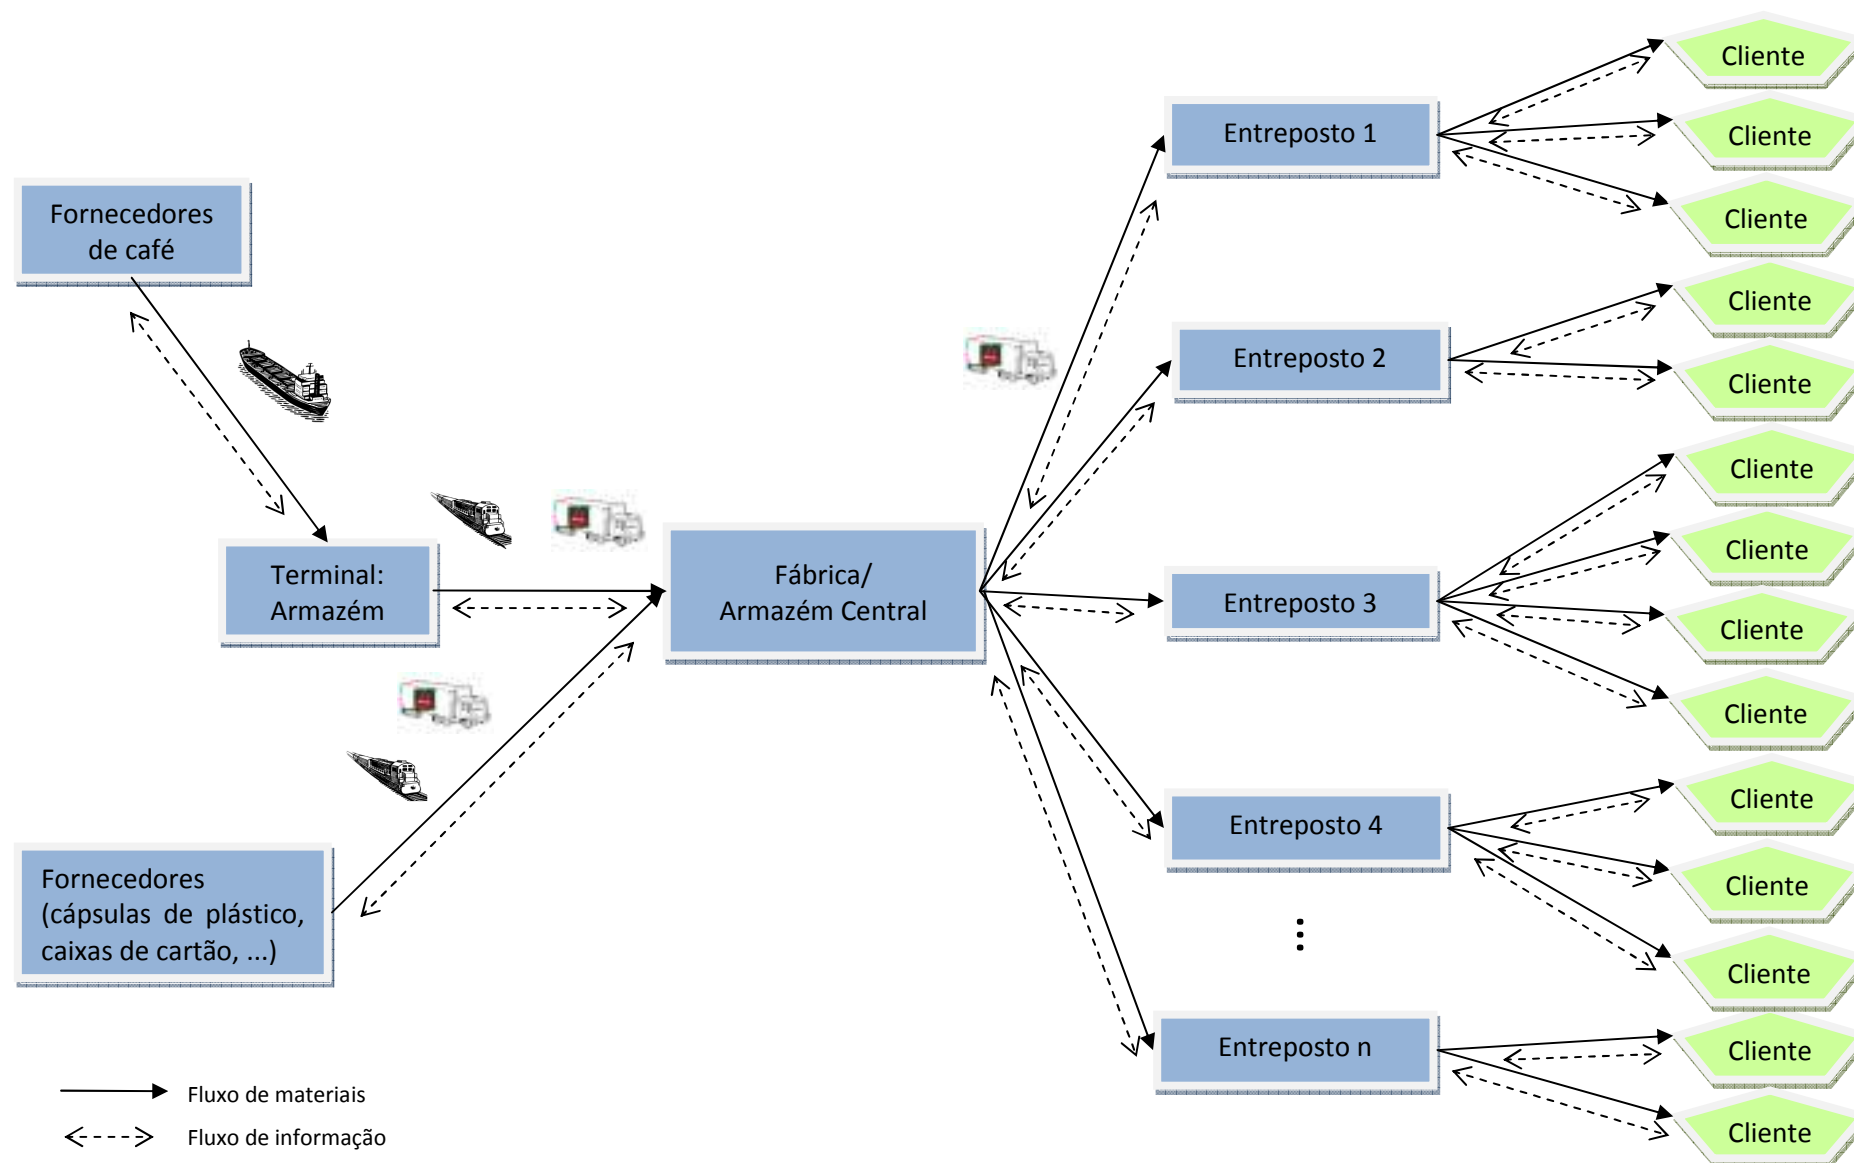 Fornecedores
de café
Terminal:
Armazém
Fornecedores
(cápsulas de plástico,
caixas de cartão, ...)
Fábrica/
Armazém Central
Entreposto 1
Entreposto 2
Entreposto 3
Entreposto 4
...
Entreposto n
Cliente
Cliente
Cliente
Cliente
Cliente
Cliente
Cliente
Cliente
Cliente
Cliente
Cliente
Cliente
Cliente
Cliente
Fluxo de materiais
Fluxo de informação